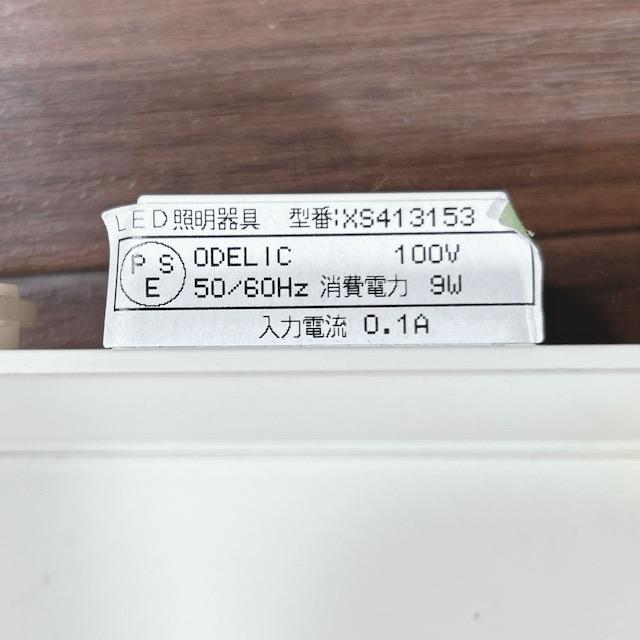 LED照明器具 型番:XS413153
PSE ODELIC 100V
50/60Hz 消費電力 9W
入力電流 0.1A